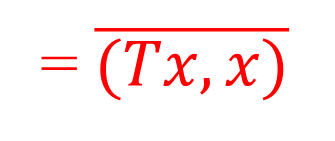 = \overline{(Tx, x)}